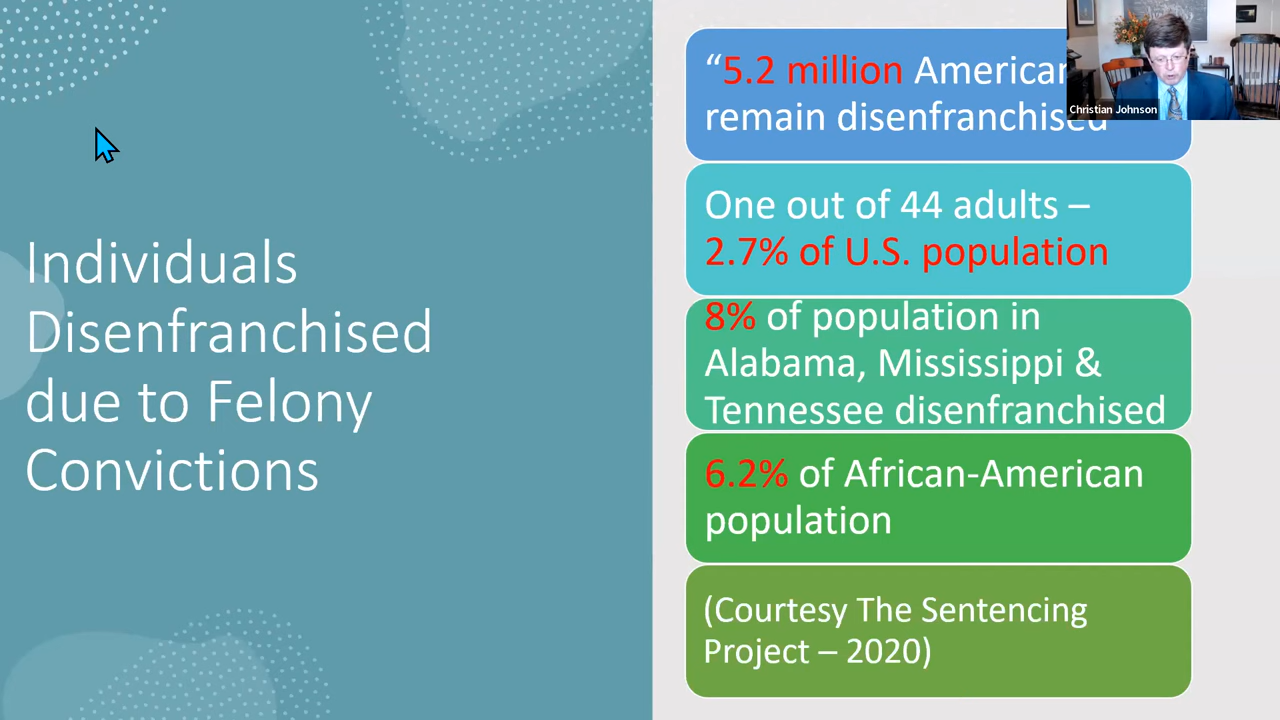 Individuals
Disenfranchised
due to Felony
Convictions
“5.2 million American
remain disenfranchised
One out of 44 adults –
2.7% of U.S. population
8% of population in
Alabama, Mississippi &
Tennessee disenfranchised
6.2% of African-American
population
(Courtesy The Sentencing
Project – 2020)
Christian Johnson